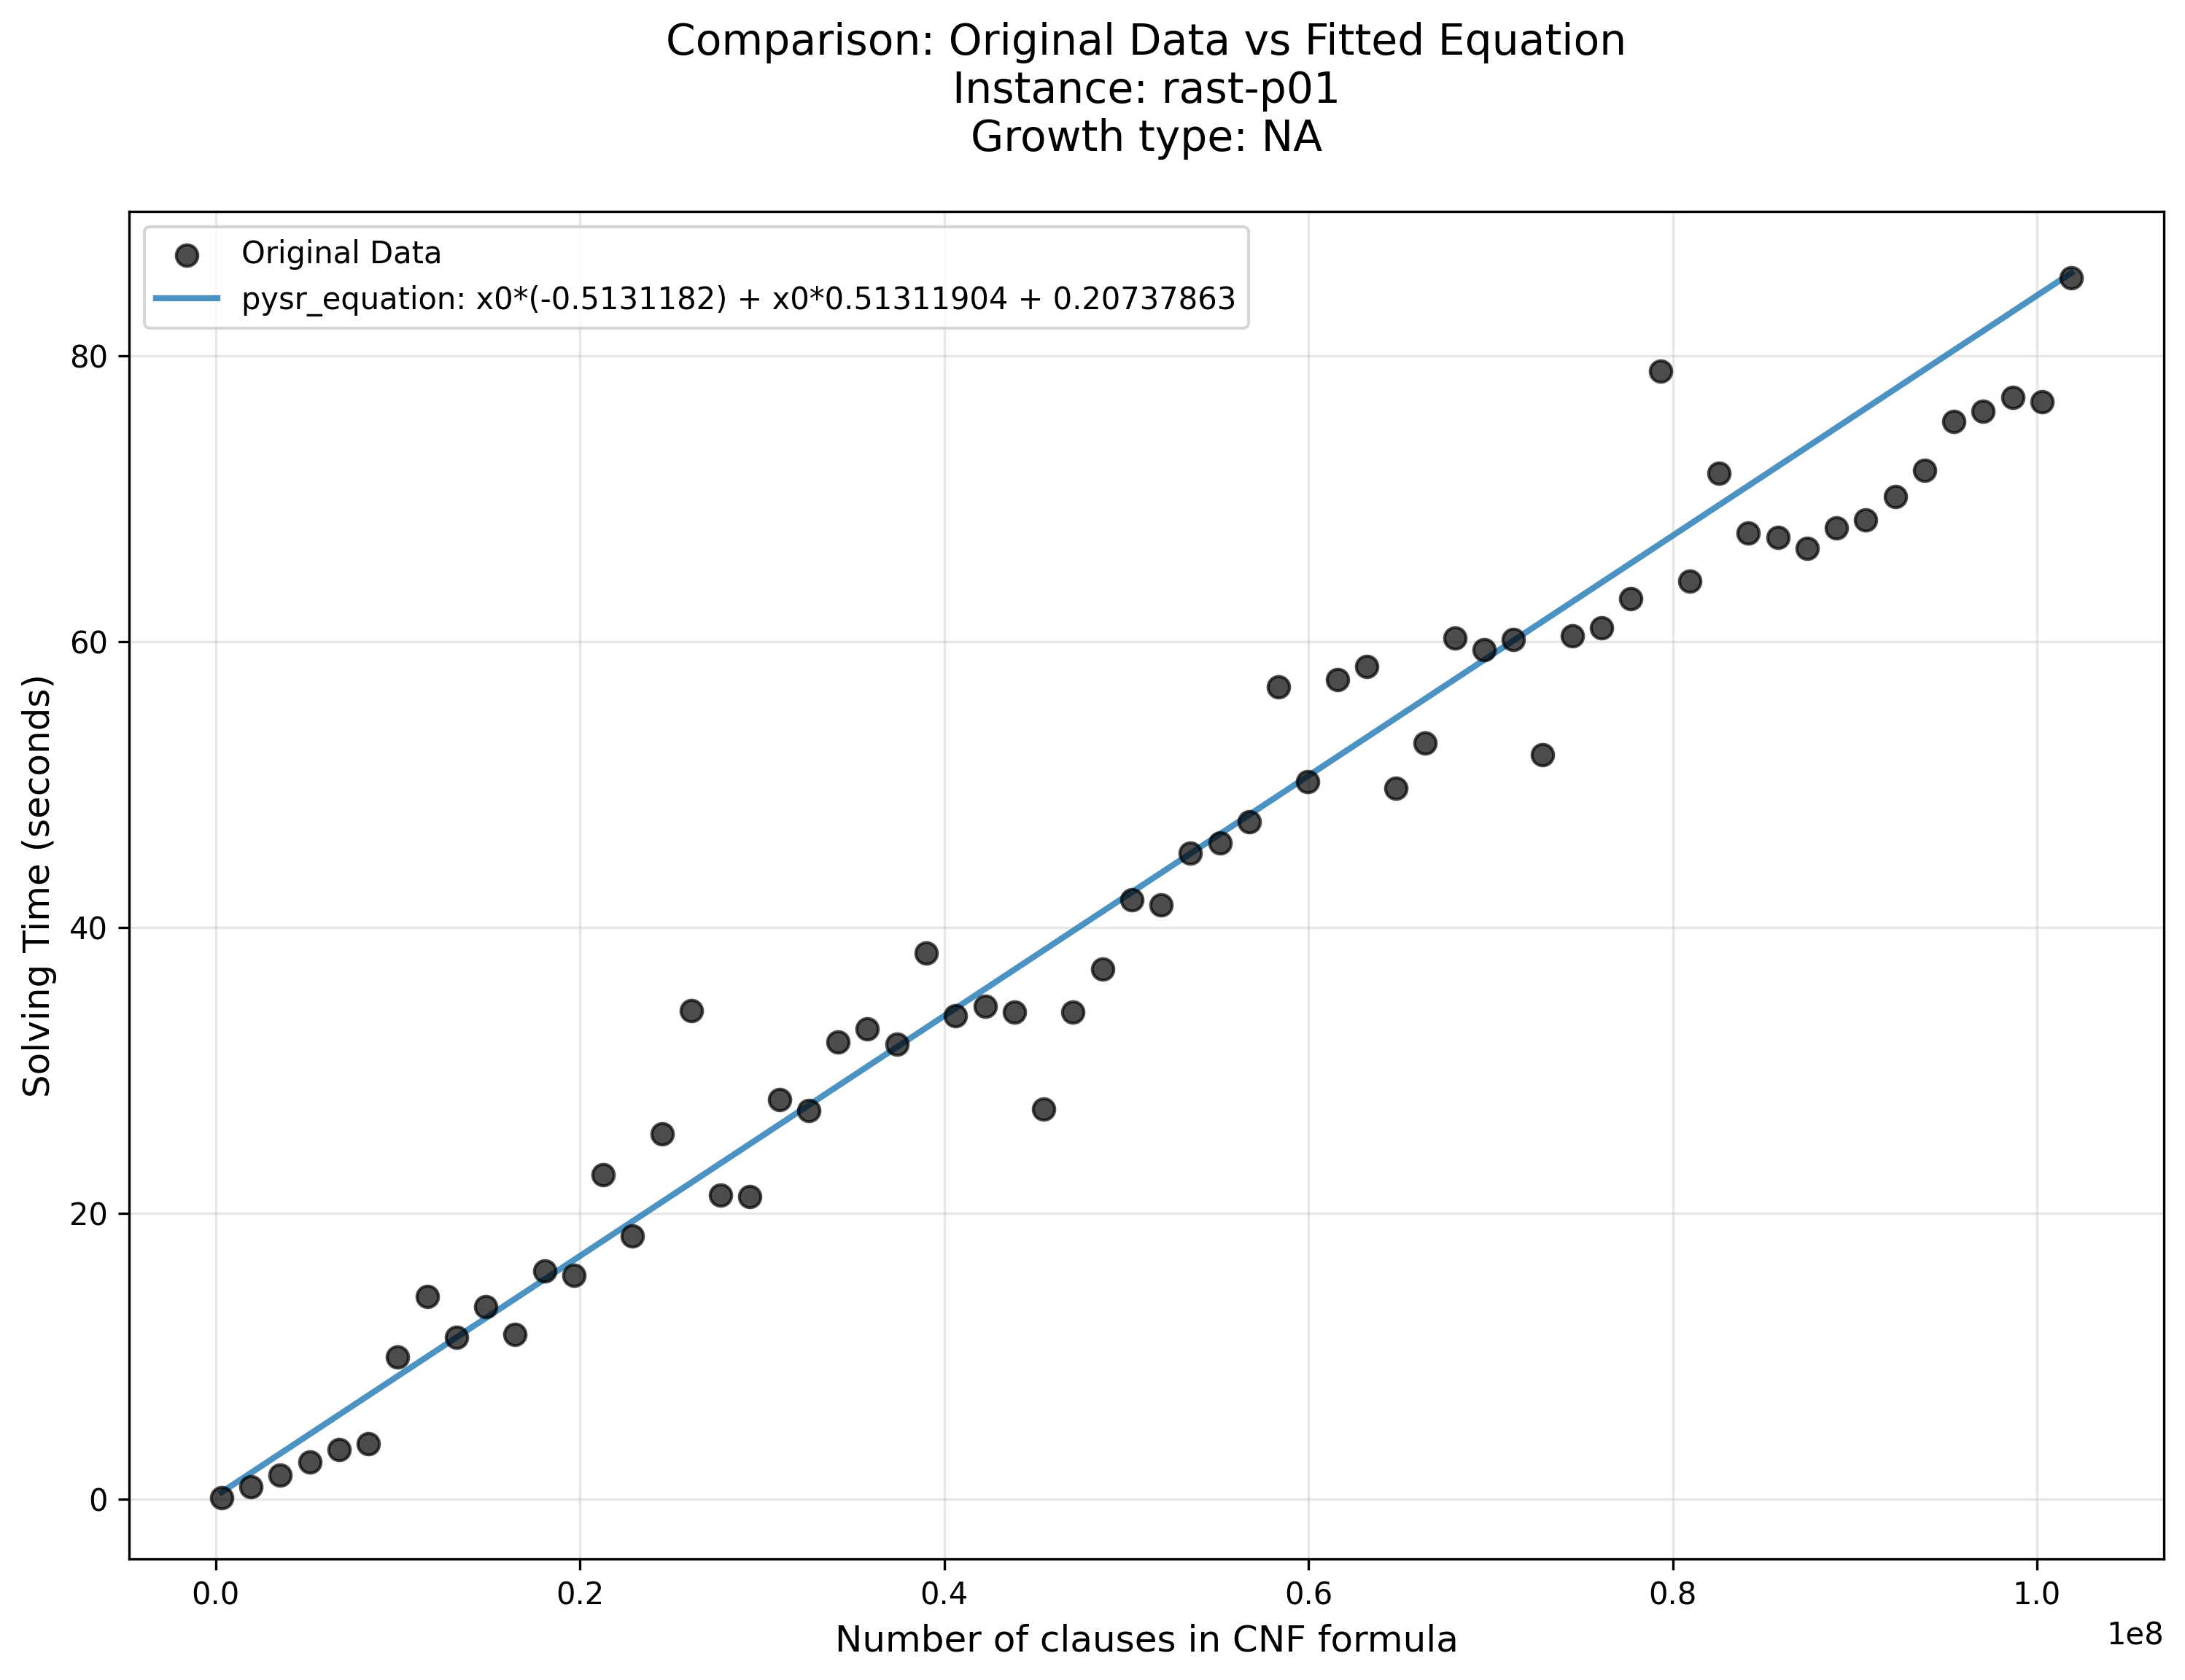 Comparison: Original Data vs Fitted Equation
Instance: rast-p01
Growth type: NA
Original Data
pysr_equation: x0*(-0.5131182) + x0*0.51311904 + 0.20737863
Solving Time (seconds)
80
60
40
20
0
0.0 0.2 0.4 0.6 0.8 1.0
1e8
Number of clauses in CNF formula